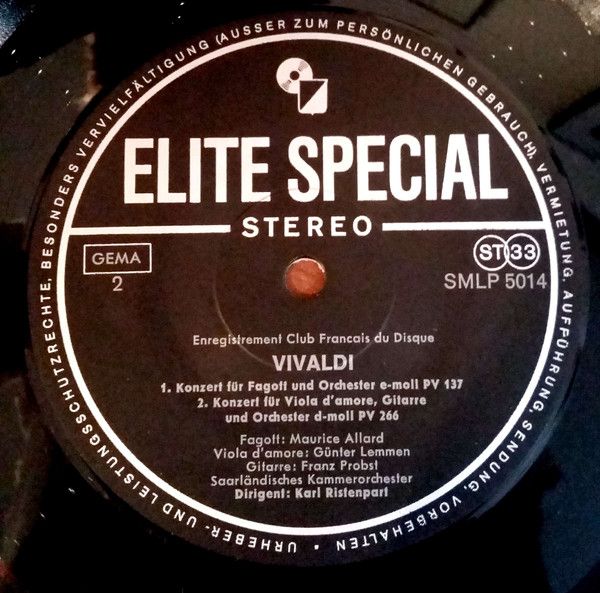 URHEBER- UND LEISTUNGSSCHUTZRECHTE, BESONDERS VERVIELFÄLTIGUNG (AUSSER ZUM PERSÖNLICHEN GEBRAUCH), VERMIETUNG, AUFFÜHRUNG, SENDUNG, VORBEHALTEN •
ELITE SPECIAL
STEREO
GEMA
2
ST 33
SMLP 5014
Enregistrement Club Francais du Disque
VIVALDI
1. Konzert für Fagott und Orchester e-moll PV 137
2. Konzert für Viola d'amore, Gitarre
und Orchester d-moll PV 266
Fagott: Maurice Allard
Viola d'amore: Günter Lemmen
Gitarre: Franz Probst
Saarländisches Kammerorchester
Dirigent: Karl Ristenpart